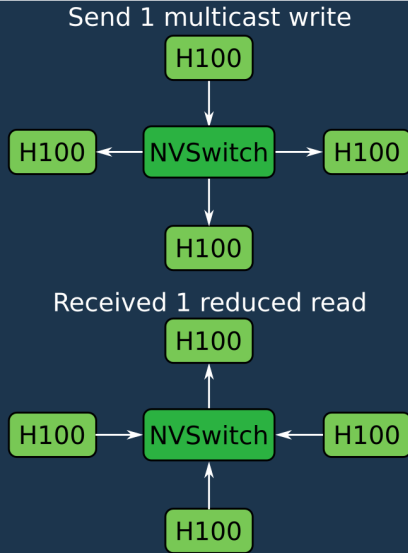 Send 1 multicast write
H100
H100 NVSwitch H100
H100
Received 1 reduced read
H100
H100 NVSwitch H100
H100